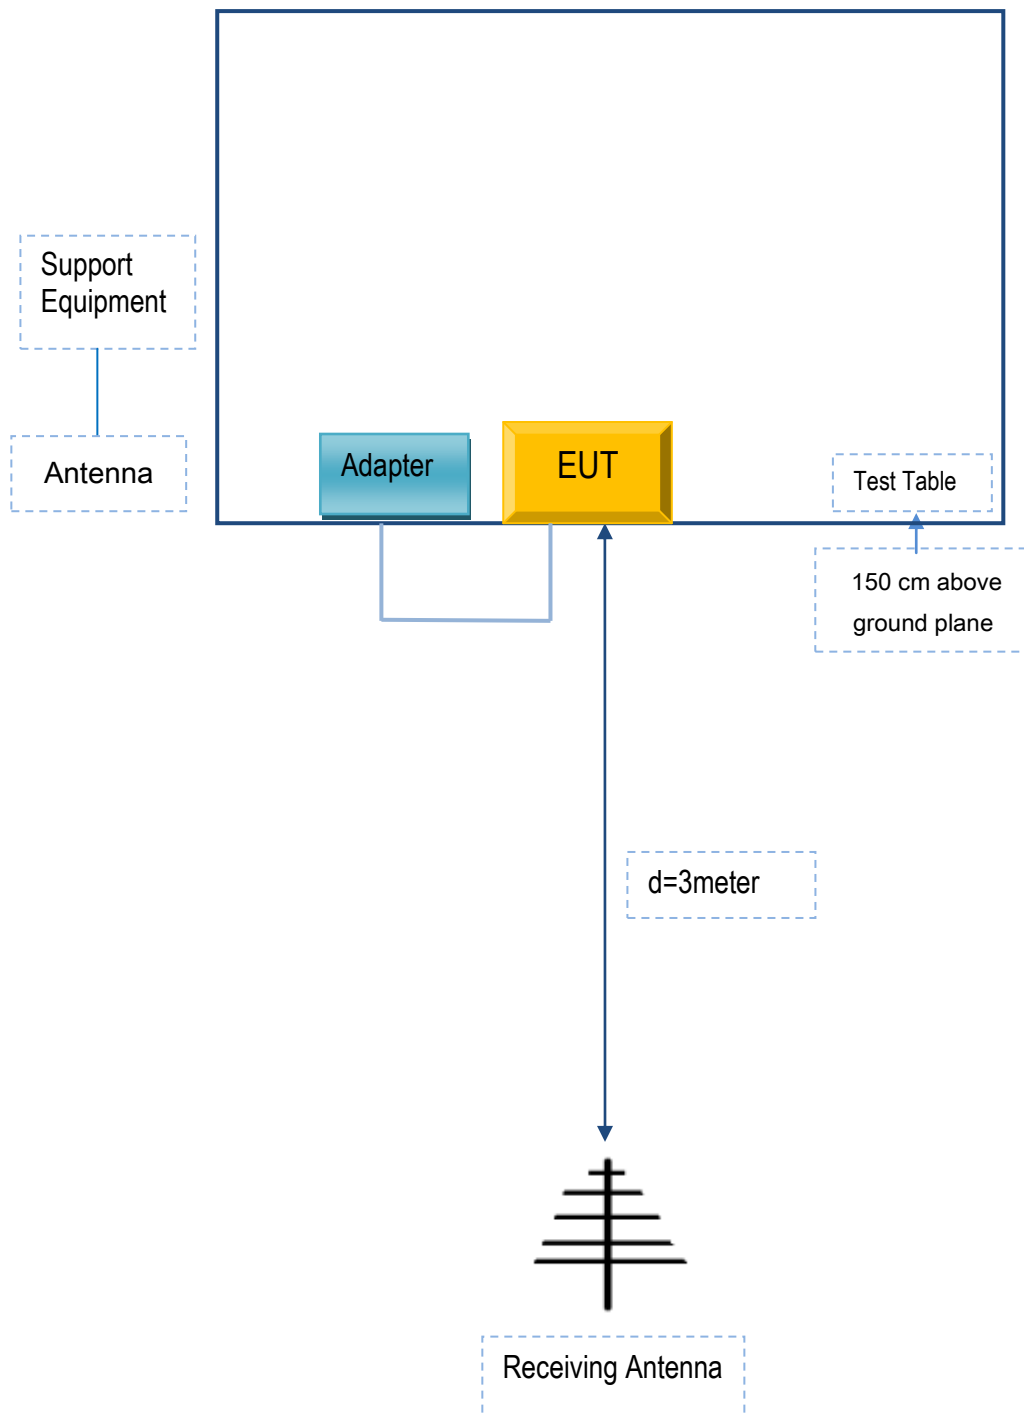 Support
Equipment
Antenna
Adapter
EUT
Test Table
150 cm above
ground plane
d=3meter
Receiving Antenna